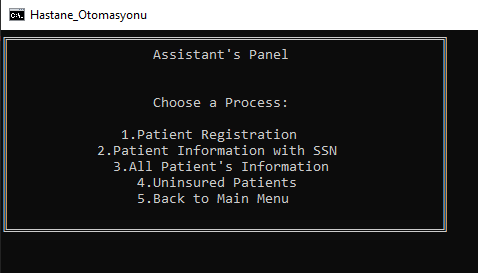 Hastane_Otomasyonu
Assistant's Panel
Choose a Process:
1.Patient Registration
2.Patient Information with SSN
3.All Patient's Information
4.Uninsured Patients
5.Back to Main Menu